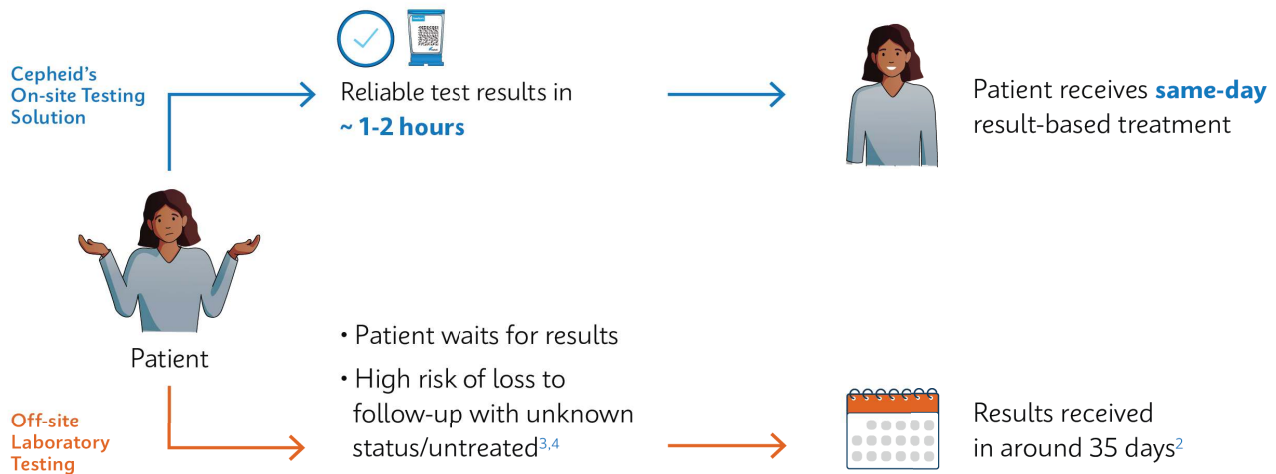 Cepheid's
On-site Testing
Solution
Reliable test results in
~ 1-2 hours
Patient receives same-day
result-based treatment
Patient
• Patient waits for results
• High risk of loss to
follow-up with unknown
status/untreated3,4
Off-site
Laboratory
Testing
Results received
in around 35 days2